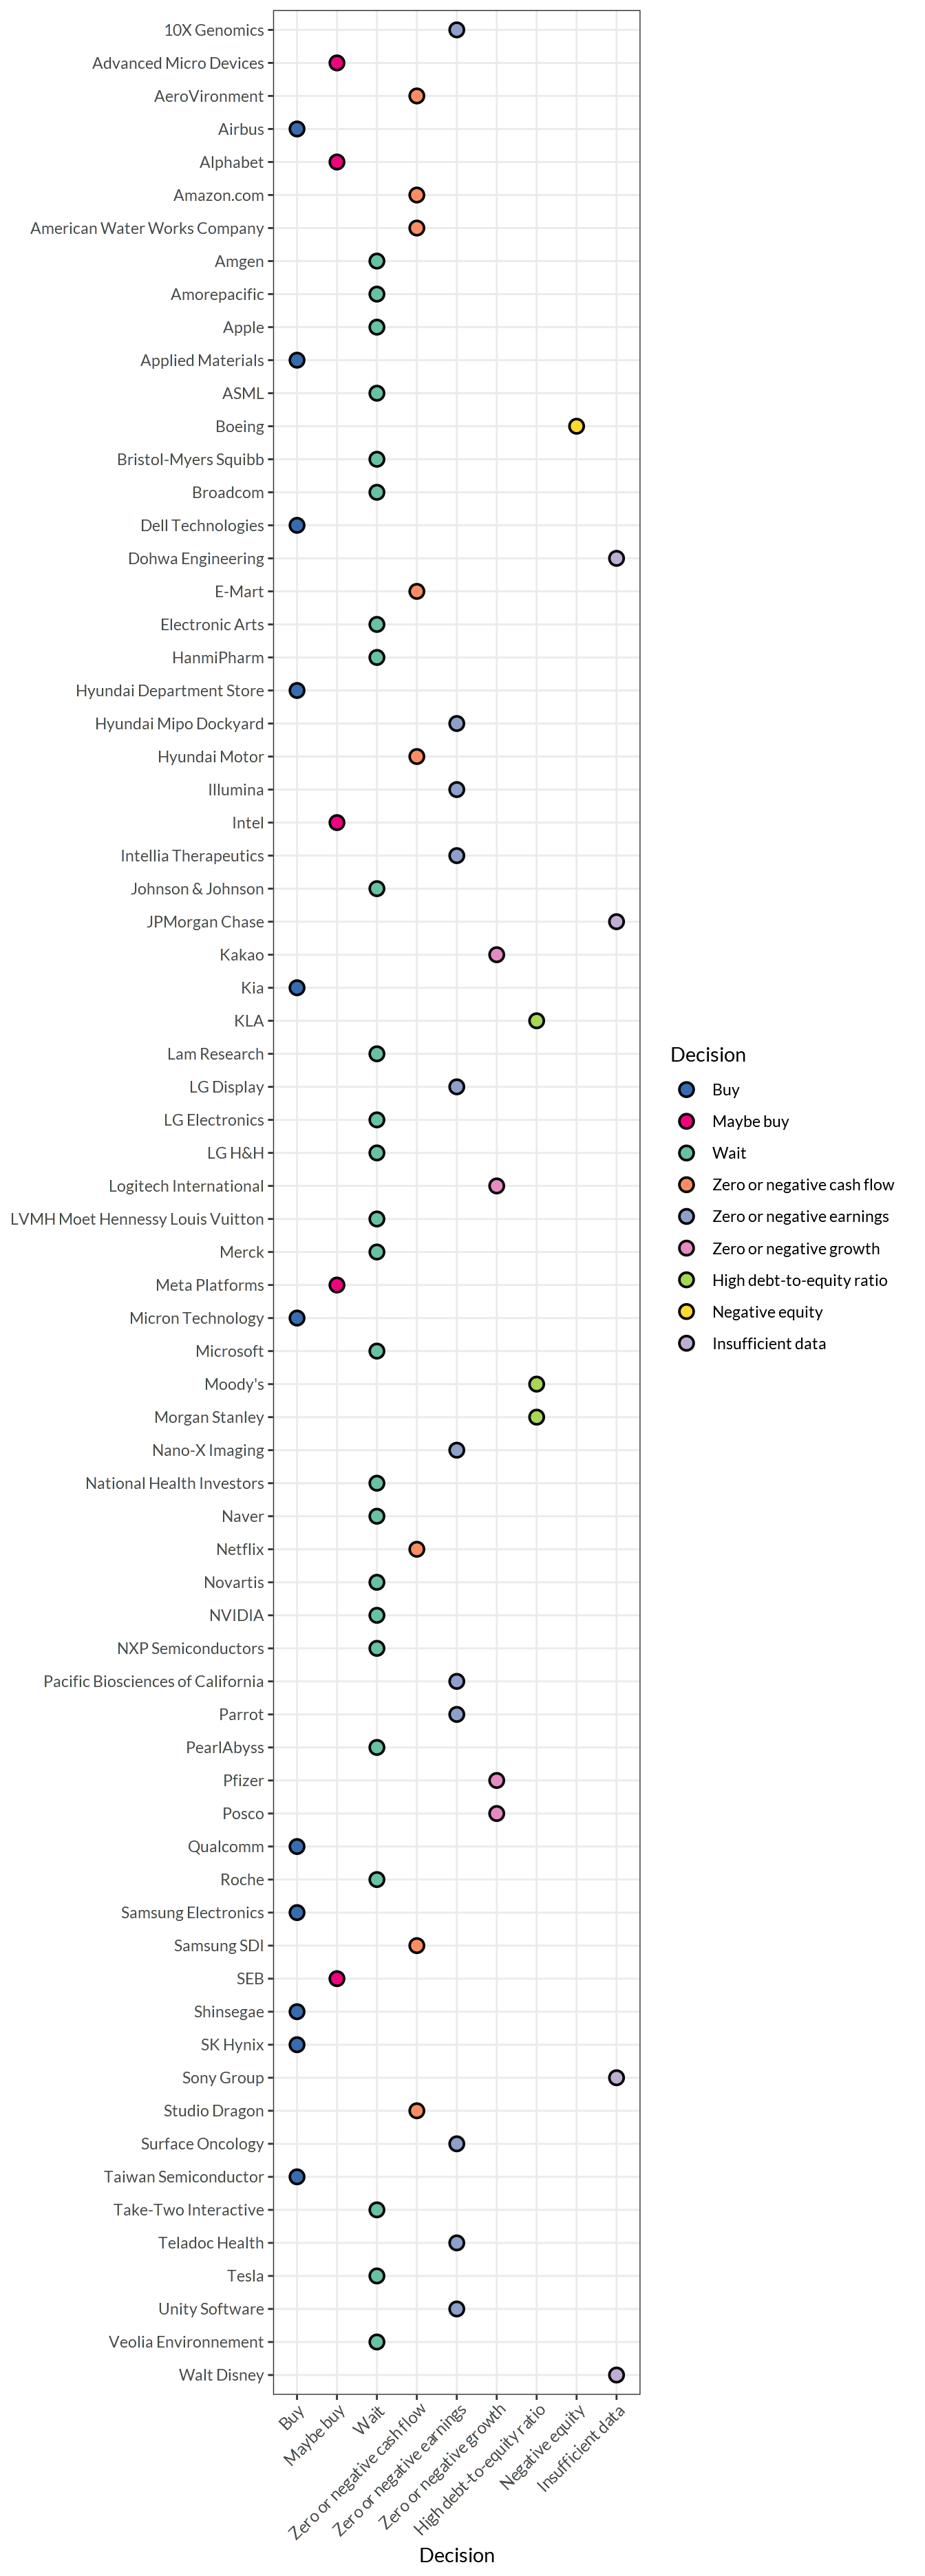 10X Genomics
Advanced Micro Devices
AeroVironment
Airbus
Alphabet
Amazon.com
American Water Works Company
Amgen
Amorepacific
Apple
Applied Materials
ASML
Boeing
Bristol-Myers Squibb
Broadcom
Dell Technologies
Dohwa Engineering
E-Mart
Electronic Arts
HanmiPharm
Hyundai Department Store
Hyundai Mipo Dockyard
Hyundai Motor
Illumina
Intel
Intellia Therapeutics
Johnson & Johnson
JPMorgan Chase
Kakao
Kia
KLA
Lam Research
LG Display
LG Electronics
LG H&H
Logitech International
LVMH Moet Hennessy Louis Vuitton
Merck
Meta Platforms
Micron Technology
Microsoft
Moody's
Morgan Stanley
Nano-X Imaging
National Health Investors
Naver
Netflix
Novartis
NVIDIA
NXP Semiconductors
Pacific Biosciences of California
Parrot
PearlAbyss
Pfizer
Posco
Qualcomm
Roche
Samsung Electronics
Samsung SDI
SEB
Shinsegae
SK Hynix
Sony Group
Studio Dragon
Surface Oncology
Taiwan Semiconductor
Take-Two Interactive
Teladoc Health
Tesla
Unity Software
Veolia Environnement
Walt Disney
Buy
Maybe buy
Wait
Zero or negative cash flow
Zero or negative earnings
Zero or negative growth
High debt-to-equity ratio
Negative equity
Insufficient data
Decision
Decision
Buy
Maybe buy
Wait
Zero or negative cash flow
Zero or negative earnings
Zero or negative growth
High debt-to-equity ratio
Negative equity
Insufficient data